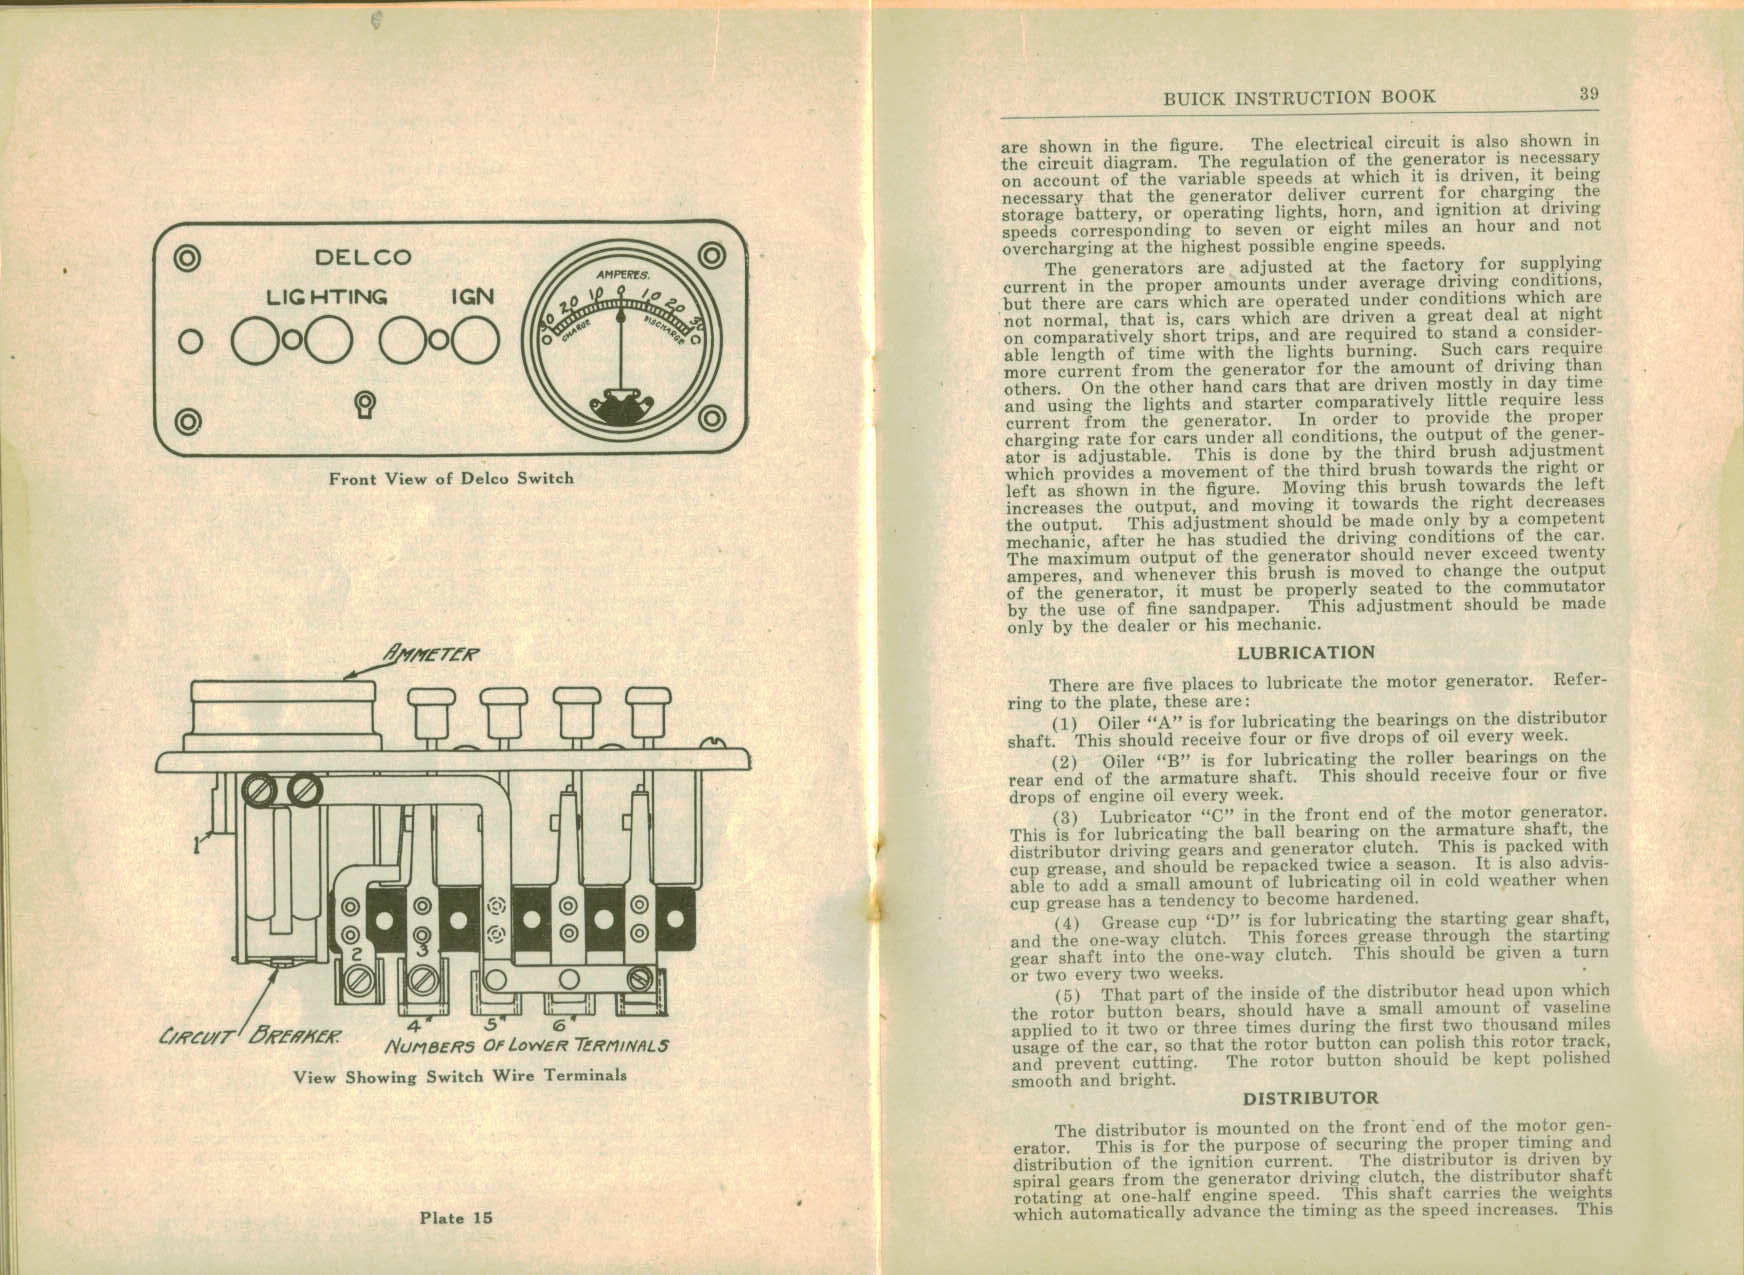 DELCO
LIGHTING IGN
AMPERES.
30 20 10 0 10 20 30
CHARGE DISCHARGE
Front View of Delco Switch
AMMETER
1
2 3
4 5 6
CIRCUIT BREAKER.
NUMBERS OF LOWER TERMINALS
View Showing Switch Wire Terminals
Plate 15
BUICK INSTRUCTION BOOK 39
are shown in the figure. The electrical circuit is also shown in
the circuit diagram. The regulation of the generator is necessary
on account of the variable speeds at which it is driven, it being
necessary that the generator deliver current for charging the
storage battery, or operating lights, horn, and ignition at driving
speeds corresponding to seven or eight miles an hour and not
overcharging at the highest possible engine speeds.
The generators are adjusted at the factory for supplying
current in the proper amounts under average driving conditions,
but there are cars which are operated under conditions which are
not normal, that is, cars which are driven a great deal at night
on comparatively short trips, and are required to stand a consider-
able length of time with the lights burning. Such cars require
more current from the generator for the amount of driving than
others. On the other hand cars that are driven mostly in day time
and using the lights and starter comparatively little require less
current from the generator. In order to provide the proper
charging rate for cars under all conditions, the output of the gener-
ator is adjustable. This is done by the third brush adjustment
which provides a movement of the third brush towards the right or
left as shown in the figure. Moving this brush towards the left
increases the output, and moving it towards the right decreases
the output. This adjustment should be made only by a competent
mechanic, after he has studied the driving conditions of the car.
The maximum output of the generator should never exceed twenty
amperes, and whenever this brush is moved to change the output
of the generator, it must be properly seated to the commutator
by the use of fine sandpaper. This adjustment should be made
only by the dealer or his mechanic.
LUBRICATION
There are five places to lubricate the motor generator. Refer-
ring to the plate, these are:
(1) Oiler "A" is for lubricating the bearings on the distributor
shaft. This should receive four or five drops of oil every week.
(2) Oiler "B" is for lubricating the roller bearings on the
rear end of the armature shaft. This should receive four or five
drops of engine oil every week.
(3) Lubricator "C" in the front end of the motor generator.
This is for lubricating the ball bearing on the armature shaft, the
distributor driving gears and generator clutch. This is packed with
cup grease, and should be repacked twice a season. It is also advis-
able to add a small amount of lubricating oil in cold weather when
cup grease has a tendency to become hardened.
(4) Grease cup "D" is for lubricating the starting gear shaft,
and the one-way clutch. This forces grease through the starting
gear shaft into the one-way clutch. This should be given a turn
or two every two weeks.
(5) That part of the inside of the distributor head upon which
the rotor button bears, should have a small amount of vaseline
applied to it two or three times during the first two thousand miles
usage of the car, so that the rotor button can polish this rotor track,
and prevent cutting. The rotor button should be kept polished
smooth and bright.
DISTRIBUTOR
The distributor is mounted on the front end of the motor gen-
erator. This is for the purpose of securing the proper timing and
distribution of the ignition current. The distributor is driven by
spiral gears from the generator driving clutch, the distributor shaft
rotating at one-half engine speed. This shaft carries the weights
which automatically advance the timing as the speed increases. This